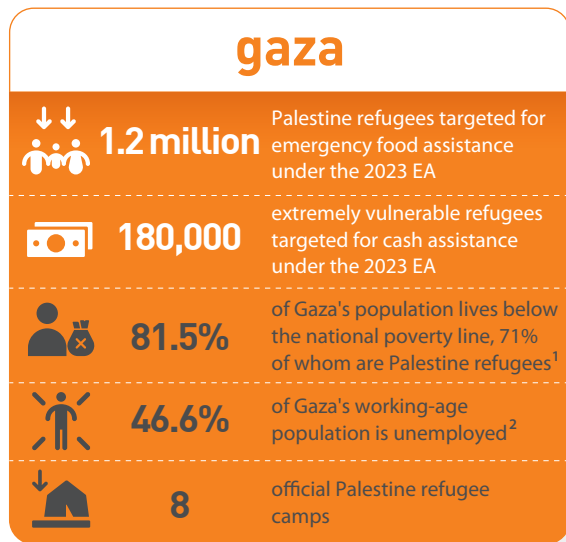 gaza
1.2 million
Palestine refugees targeted for
emergency food assistance
under the 2023 EA
180,000
extremely vulnerable refugees
targeted for cash assistance
under the 2023 EA
81.5%
of Gaza's population lives below
the national poverty line, 71%
of whom are Palestine refugees¹
46.6%
of Gaza's working-age
population is unemployed²
8
official Palestine refugee
camps